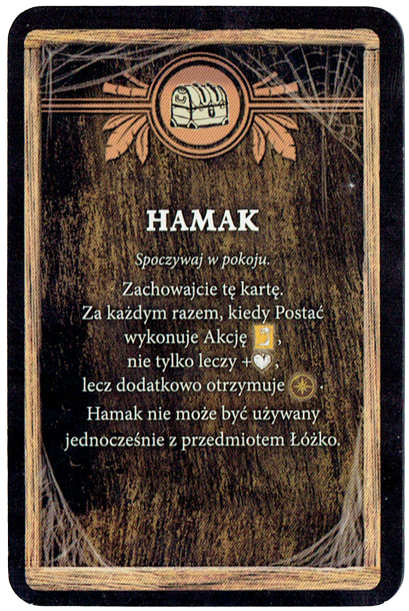 HAMAK
Spoczywaj w pokoju.
Zachowajcie tę kartę.
Za każdym razem, kiedy Postać
wykonuje Akcję ,
nie tylko leczy + ,
lecz dodatkowo otrzymuje .
Hamak nie może być używany
jednocześnie z przedmiotem Łóżko.